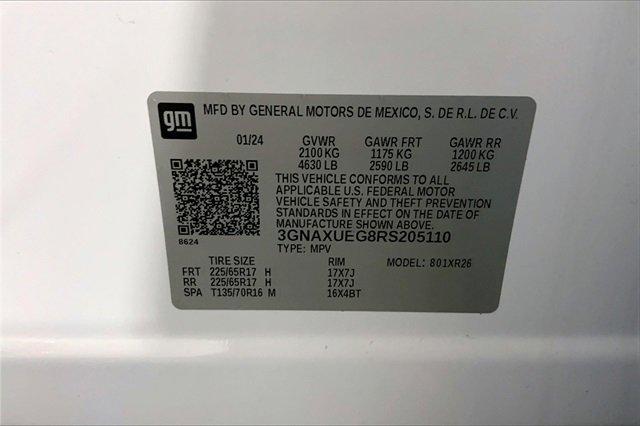 gm MFD BY GENERAL MOTORS DE MEXICO, S. DE R.L. DE C.V.
01/24 GVWR GAWR FRT GAWR RR
2100 KG 1175 KG 1200 KG
4630 LB 2590 LB 2645 LB
THIS VEHICLE CONFORMS TO ALL
APPLICABLE U.S. FEDERAL MOTOR
VEHICLE SAFETY AND THEFT PREVENTION
STANDARDS IN EFFECT ON THE DATE OF
MANUFACTURE SHOWN ABOVE.
3GNAXUEG8RS205110
8624
TYPE: MPV
TIRE SIZE RIM MODEL: 801XR26
FRT 225/65R17 H 17X7J
RR 225/65R17 H 17X7J
SPA T135/70R16 M 16X4BT